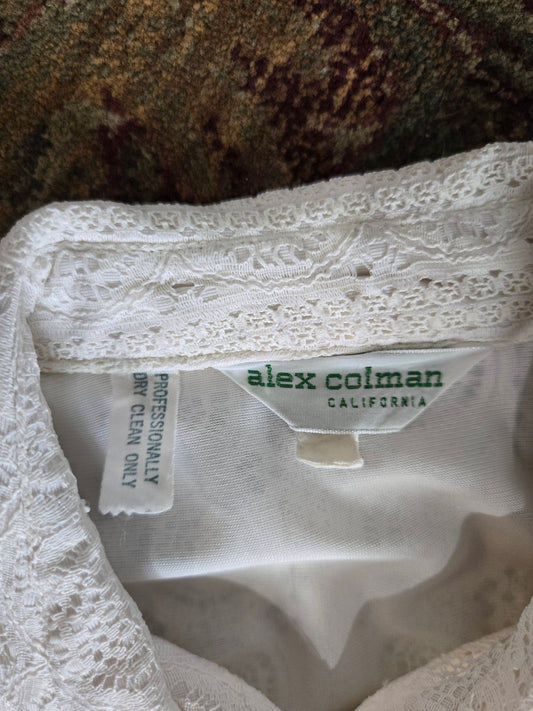 alex colman
CALIFORNIA
PROFESSIONALLY
DRY CLEAN ONLY